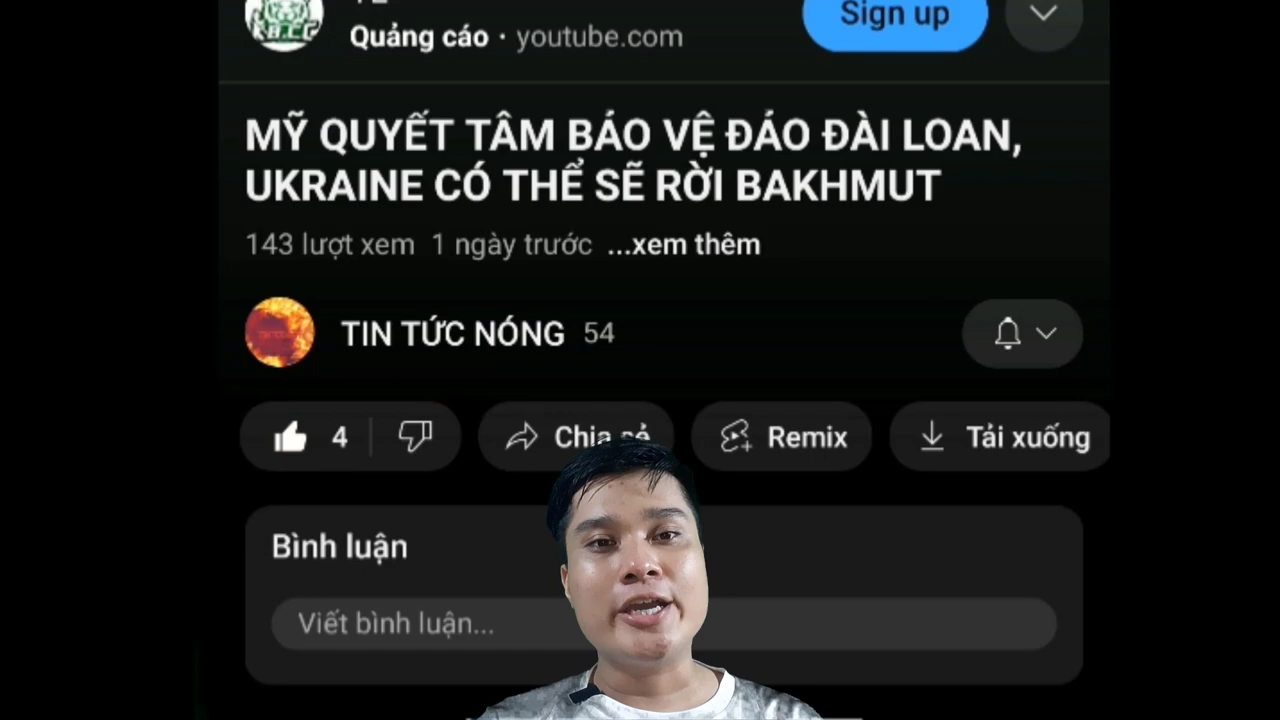 Quảng cáo · youtube.com
Sign up
MỸ QUYẾT TÂM BẢO VỆ ĐẢO ĐÀI LOAN,
UKRAINE CÓ THỂ SẼ RỜI BAKHMUT
143 lượt xem 1 ngày trước ...xem thêm
TIN TỨC NÓNG 54
4
Chia sẻ
Remix
Tải xuống
Bình luận
Viết bình luận...